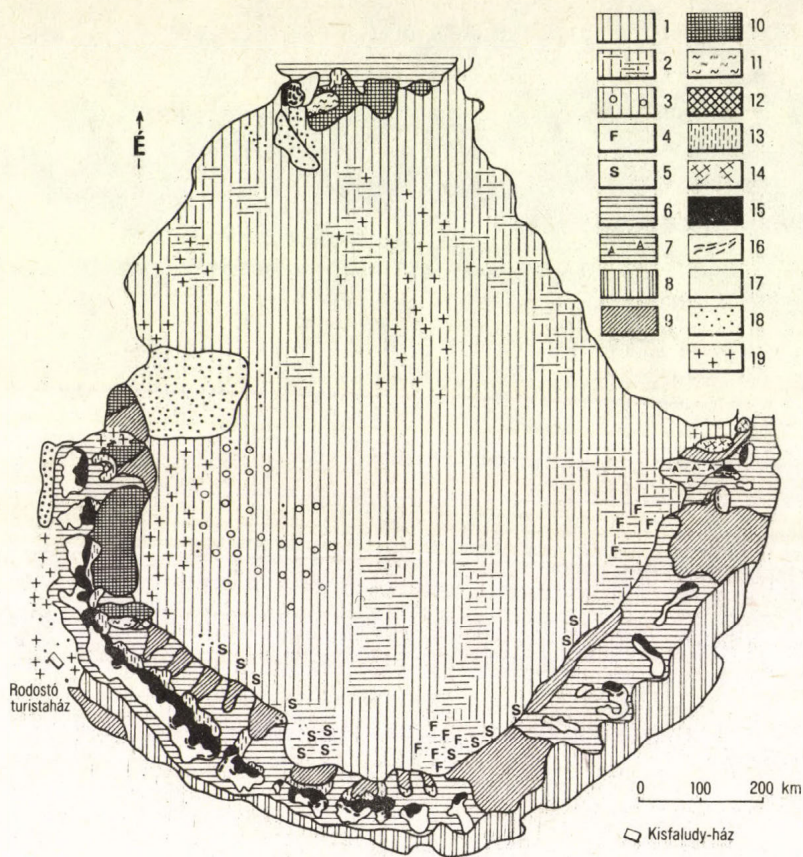 1 10
2 11
3 12
F 4 13
S 5 14
6 15
A A 7 16
8 17
9 18
19
É
A A A
A
F
F F
F
S
S
S
S S
S
S
S S
S S
F F
F F S S
F F
F
Rodostó
turistaház
0 100 200 km
Kisfaludy-ház